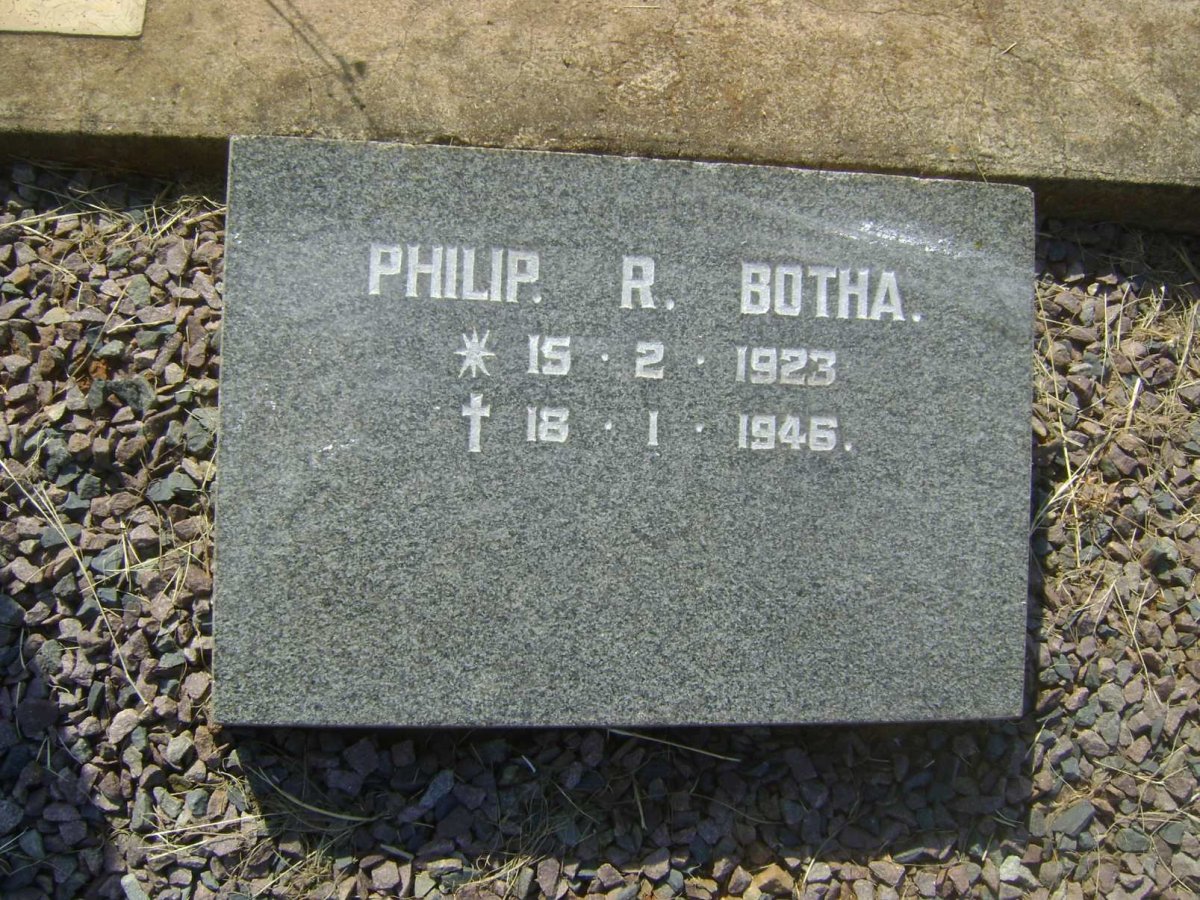 PHILIP. R. BOTHA.
* 15 · 2 · 1923
† 18 · 1 · 1946.